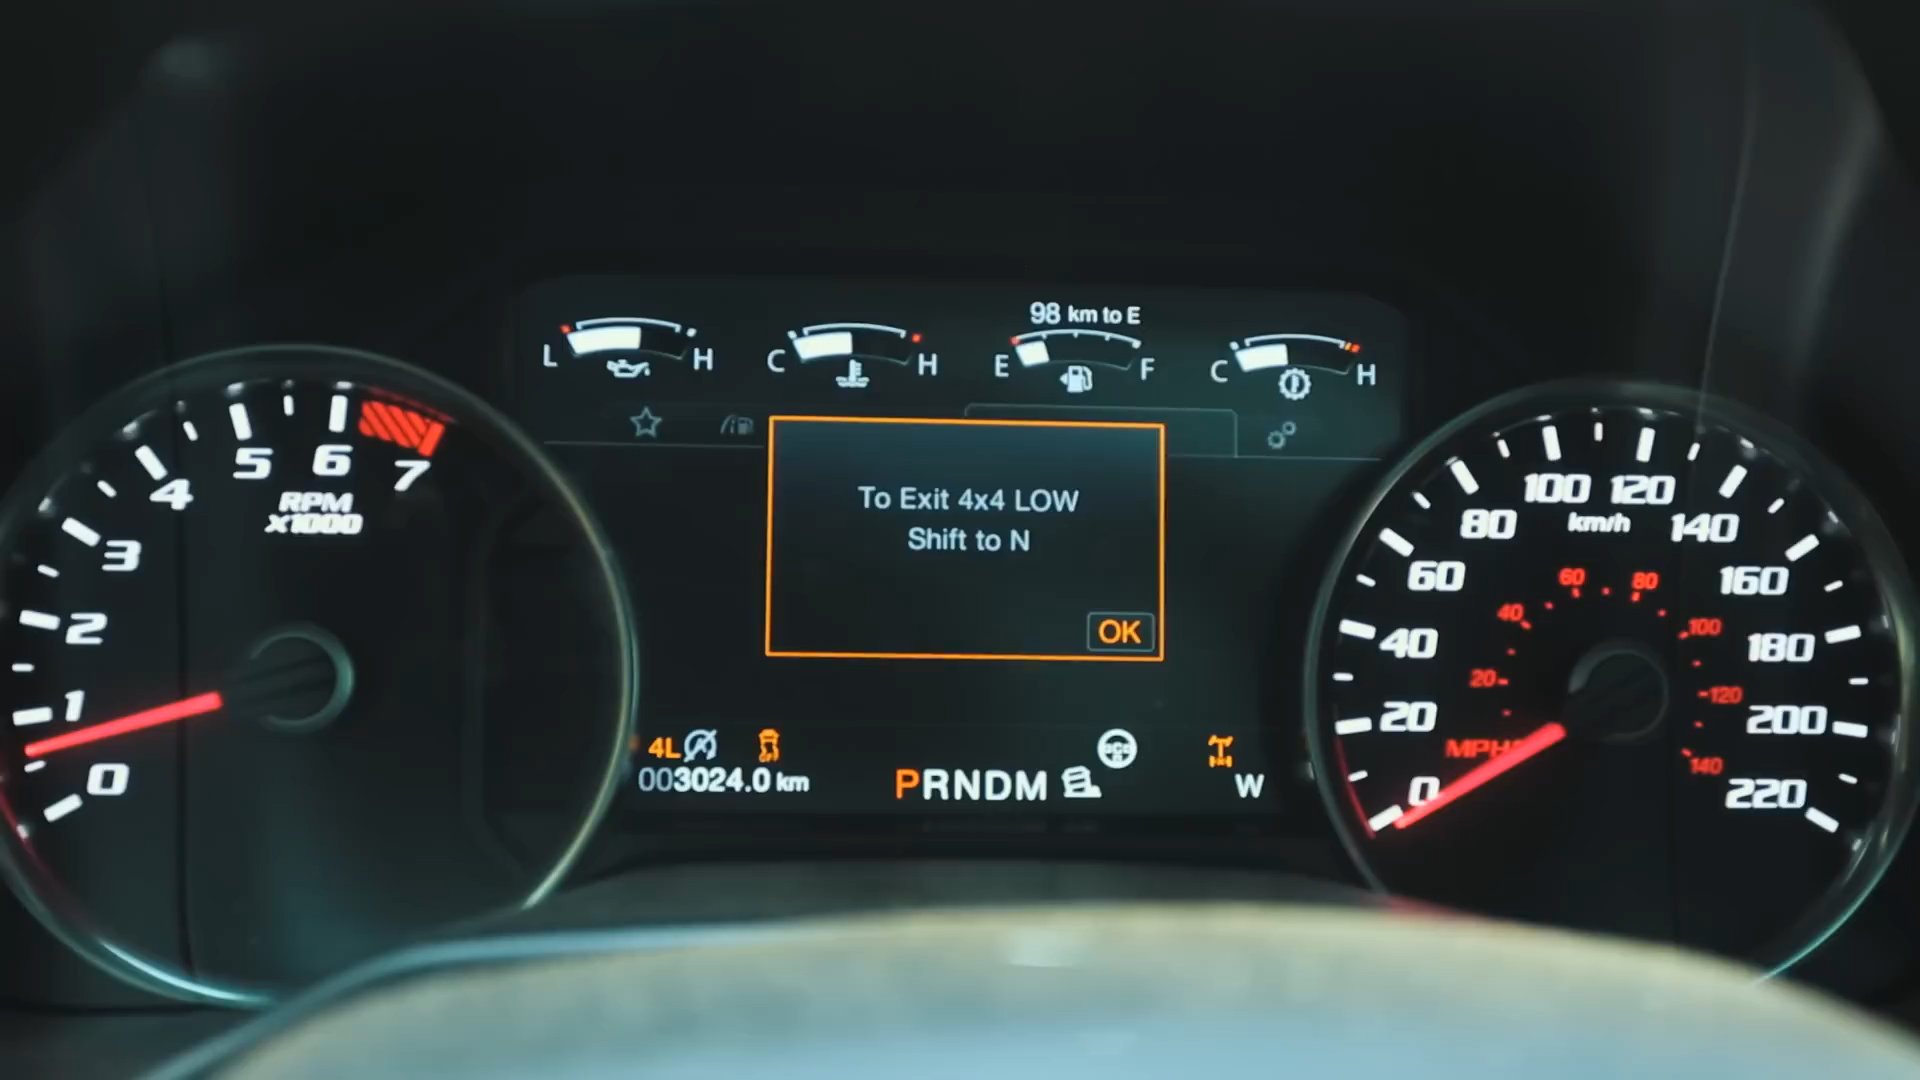 98 km to E
L H
C H
E F
C H
5 6 7
4
3
2
1
0
RPM
x1000
To Exit 4x4 LOW
Shift to N
OK
4L
OFF
003024.0 km
PRNDM
W
100 120
80 km/h 140
60 160
40 180
20 200
0 220
60 80
40 100
20 120
MPH 140